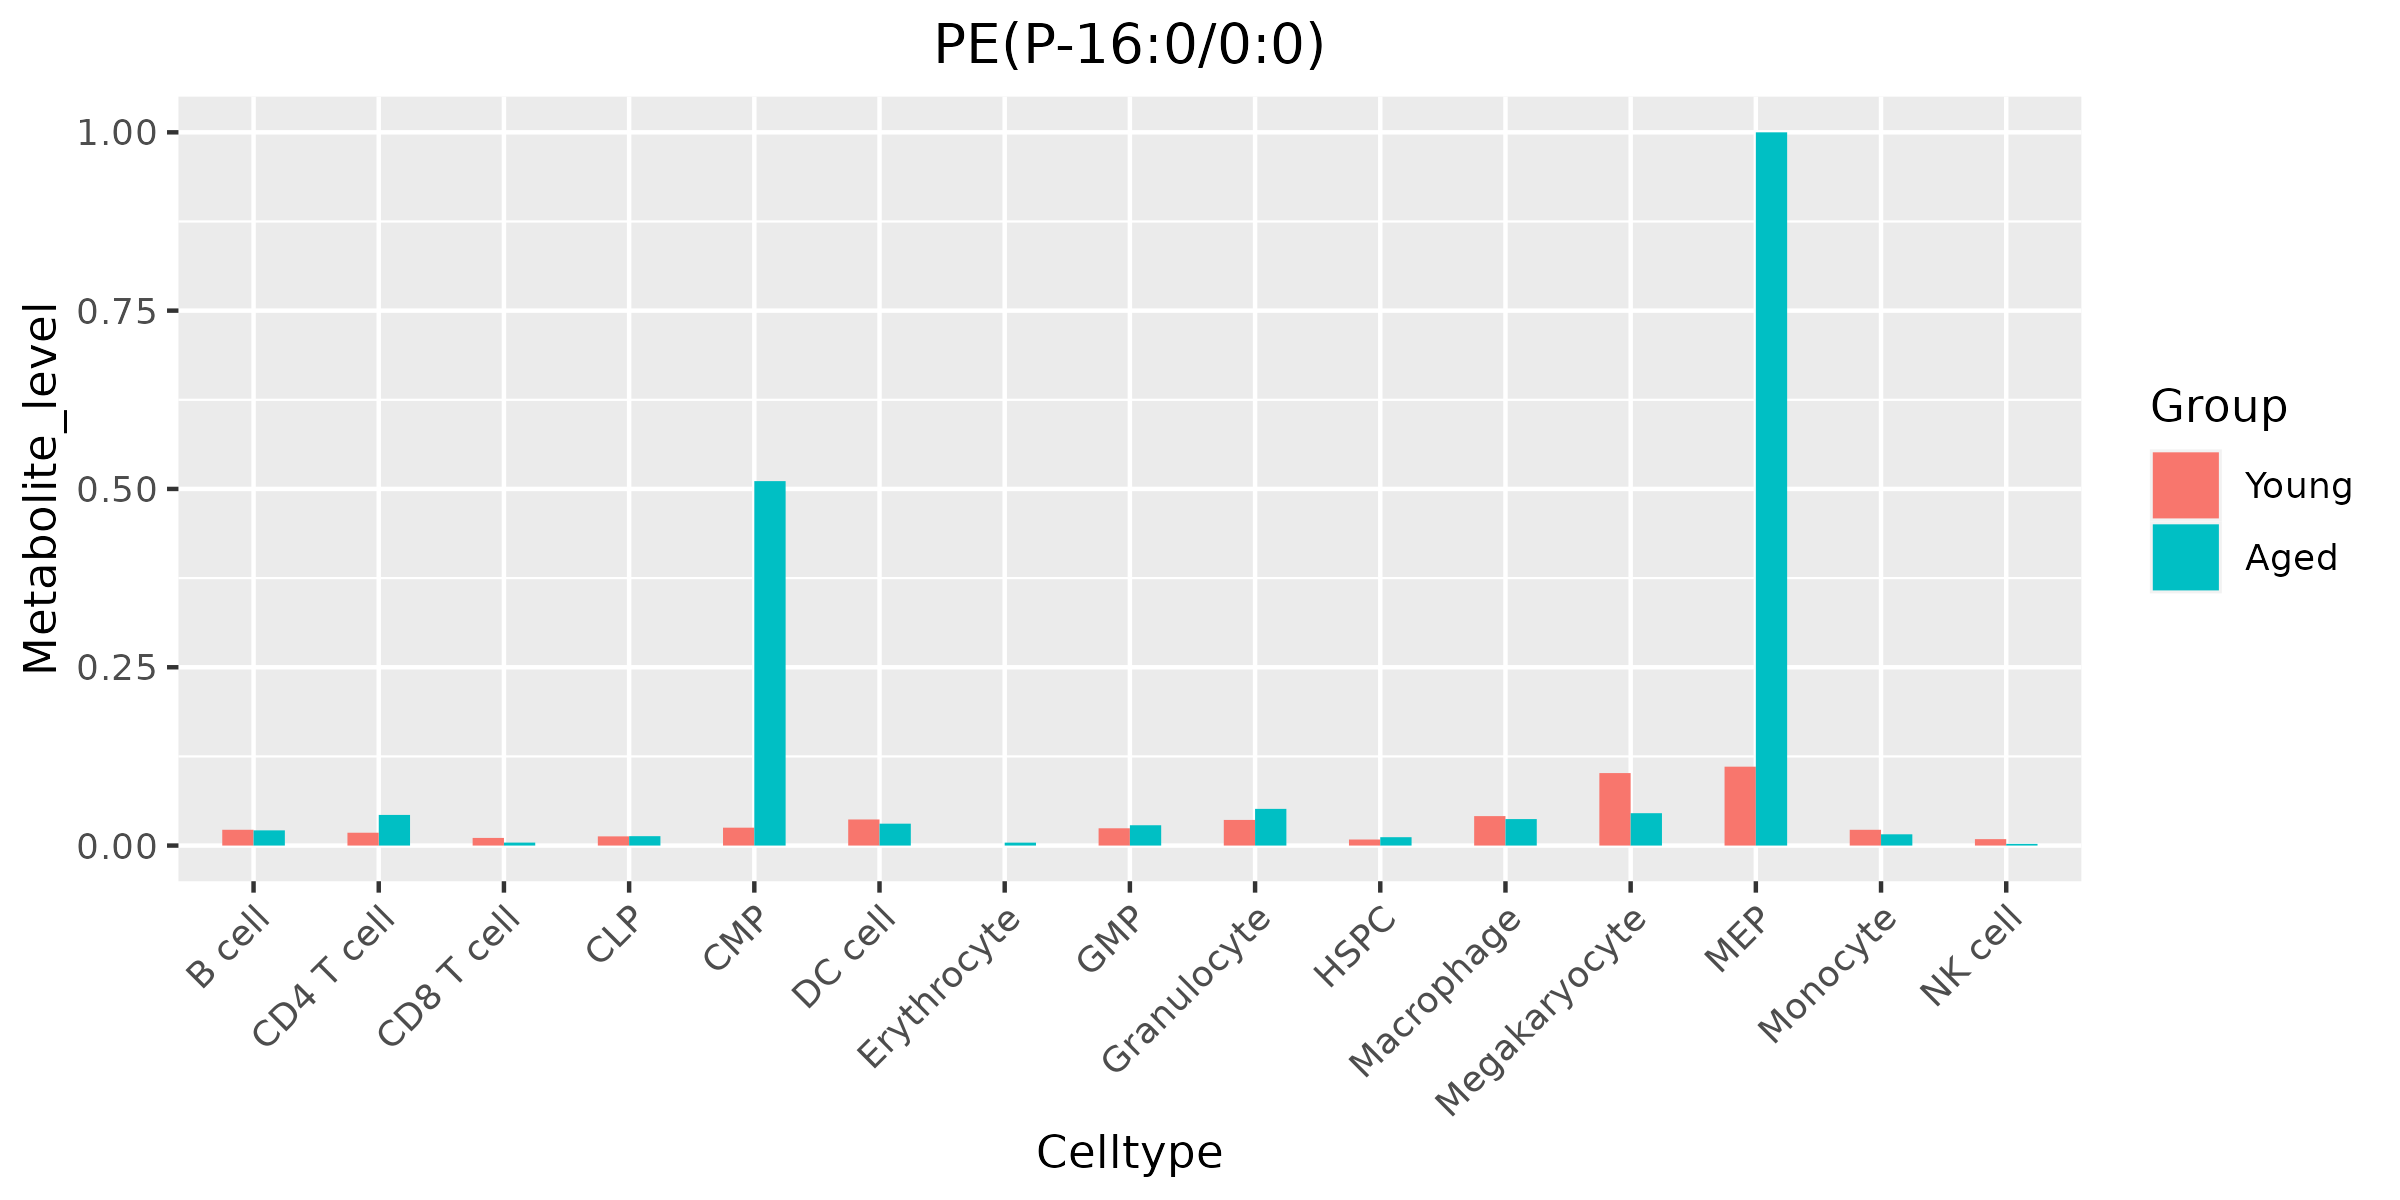 PE(P-16:0/0:0)
Metabolite_level
1.00
0.75
0.50
0.25
0.00
B cell
CD4 T cell
CD8 T cell
CLP
CMP
DC cell
Erythrocyte
GMP
Granulocyte
HSPC
Macrophage
Megakaryocyte
MEP
Monocyte
NK cell
Celltype
Group
Young
Aged